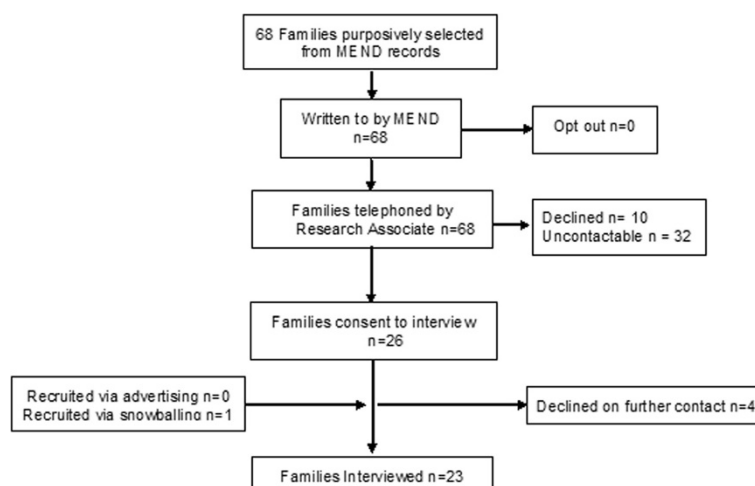 68 Families purposively selected
from MEND records
Written to by MEND
n=68
Opt out n=0
Families telephoned by
Research Associate n=68
Declined n= 10
Uncontactable n = 32
Families consent to interview
n=26
Recruited via advertising n=0
Recruited via snowballing n=1
Declined on further contact n=4
Families Interviewed n=23